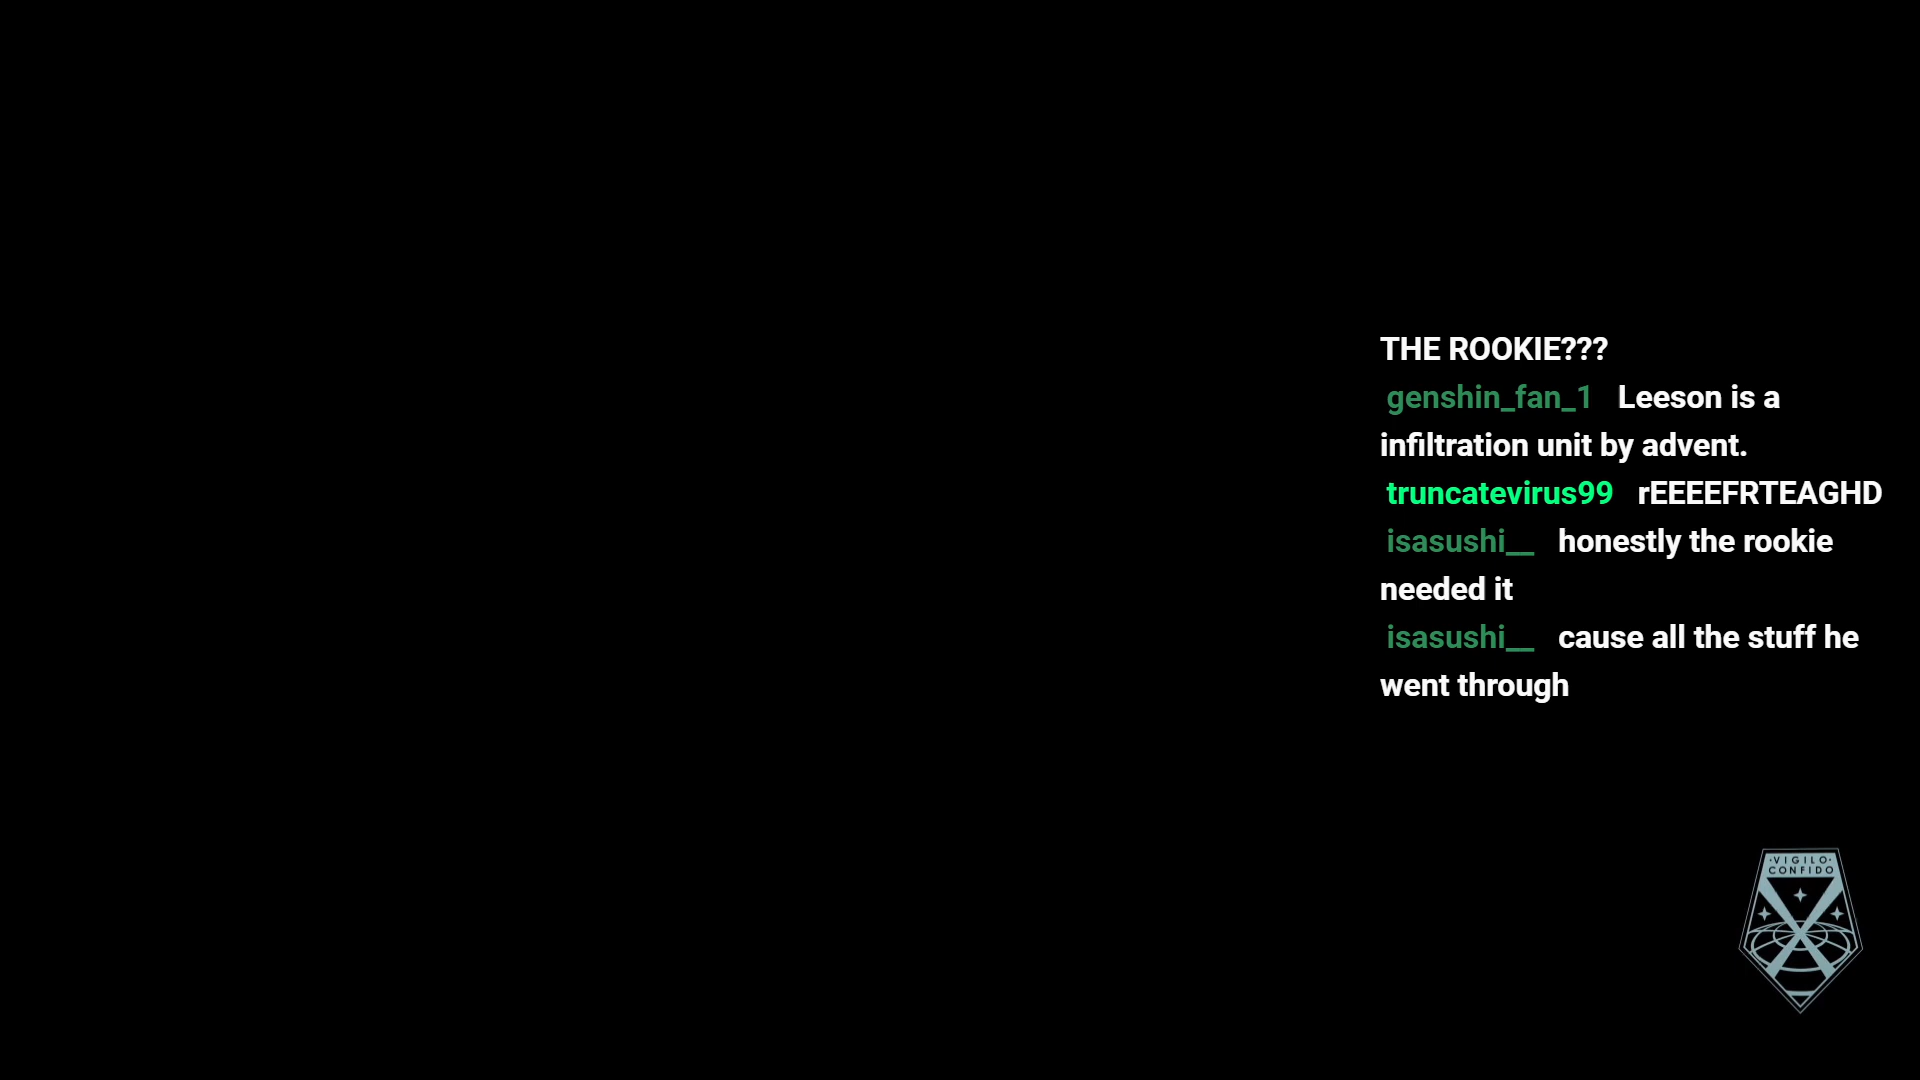 THE ROOKIE???
genshin_fan_1 Leeson is a
infiltration unit by advent.
truncatevirus99 rEEEEFRTEAGHD
isasushi__ honestly the rookie
needed it
isasushi__ cause all the stuff he
went through
·VIGILO·
CONFIDO